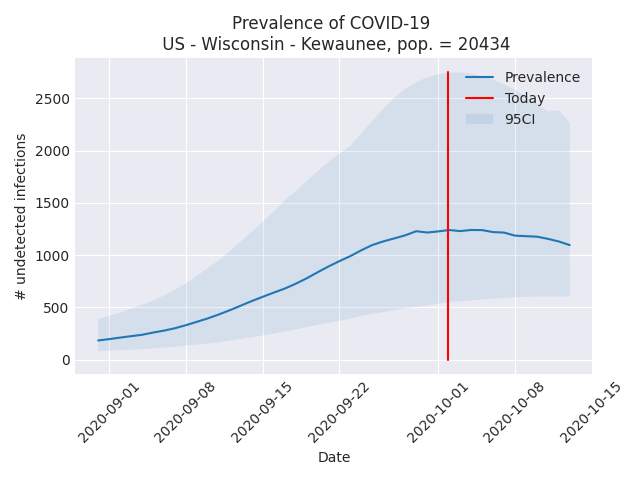 Prevalence of COVID-19
US - Wisconsin - Kewaunee, pop. = 20434
Prevalence
Today
95CI
2500
2000
1500
1000
500
0
# undetected infections
2020-09-01
2020-09-08
2020-09-15
2020-09-22
2020-10-01
2020-10-08
2020-10-15
Date